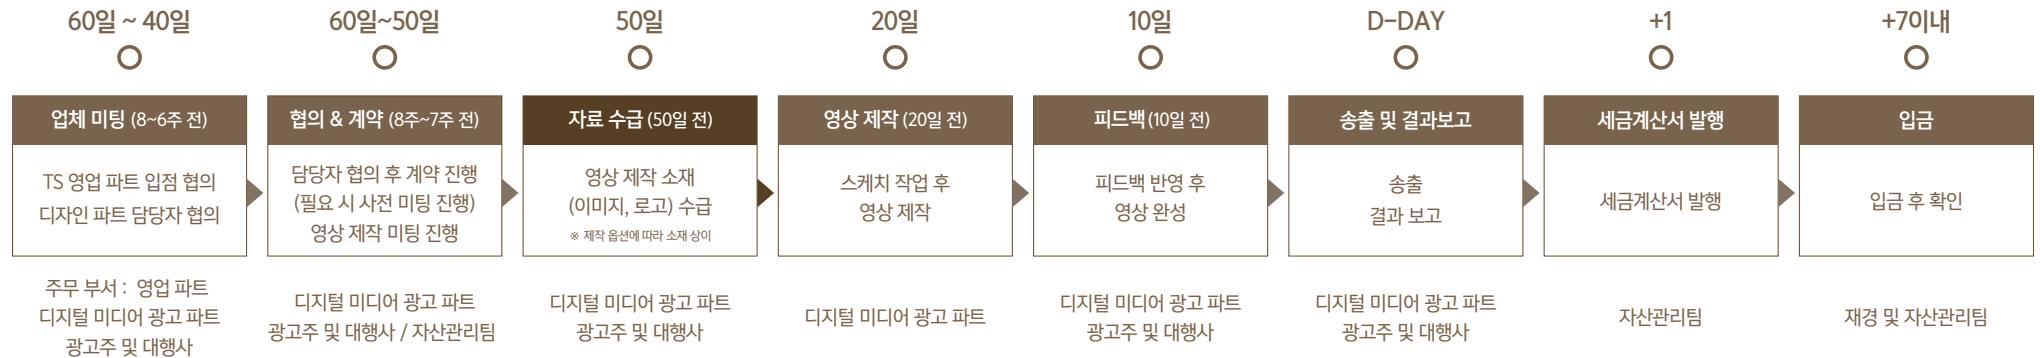 60일 ~ 40일
60일~50일
50일
20일
10일
D-DAY
+1
+7이내
업체 미팅 (8~6주 전)
협의 & 계약 (8주~7주 전)
자료 수급 (50일 전)
영상 제작 (20일 전)
피드백 (10일 전)
송출 및 결과보고
세금계산서 발행
입금
TS 영업 파트 입점 협의
디자인 파트 담당자 협의
담당자 협의 후 계약 진행
(필요 시 사전 미팅 진행)
영상 제작 미팅 진행
영상 제작 소재
(이미지, 로고) 수급
※ 제작 옵션에 따라 소재 상이
스케치 작업 후
영상 제작
피드백 반영 후
영상 완성
송출
결과 보고
세금계산서 발행
입금 후 확인
주무 부서 : 영업 파트
디지털 미디어 광고 파트
광고주 및 대행사
디지털 미디어 광고 파트
광고주 및 대행사 / 자산관리팀
디지털 미디어 광고 파트
광고주 및 대행사
디지털 미디어 광고 파트
디지털 미디어 광고 파트
광고주 및 대행사
디지털 미디어 광고 파트
광고주 및 대행사
자산관리팀
재경 및 자산관리팀